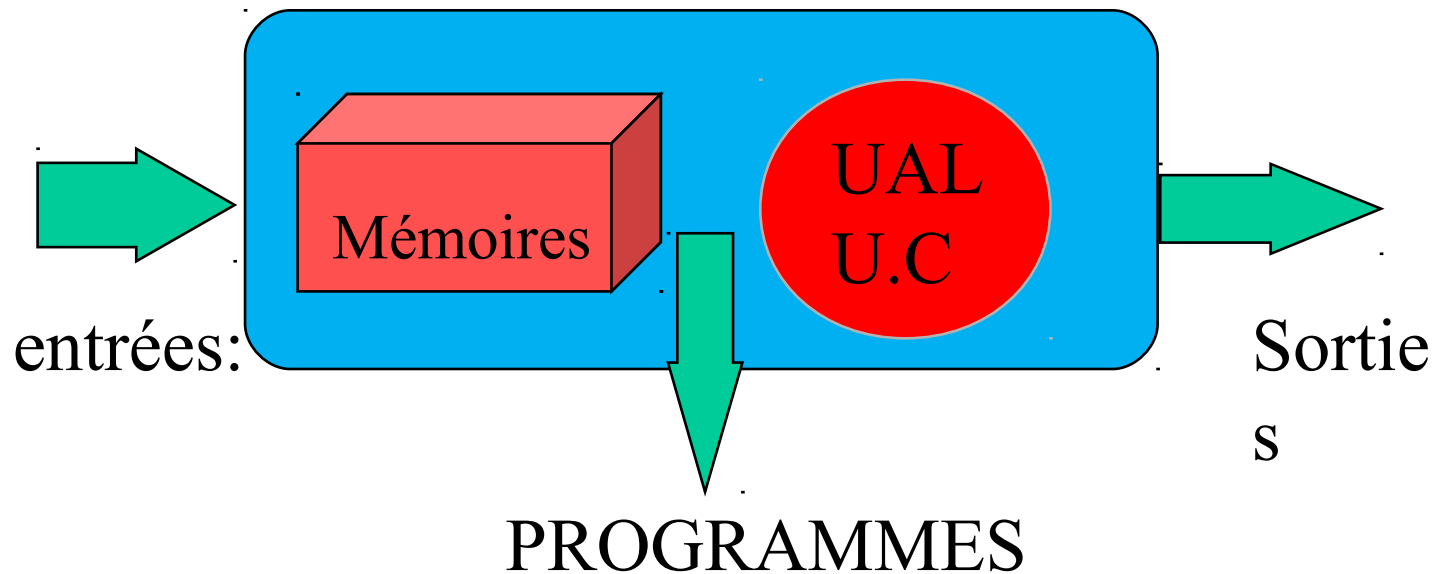 Mémoires
UAL
U.C
entrées:
Sortie
s
PROGRAMMES